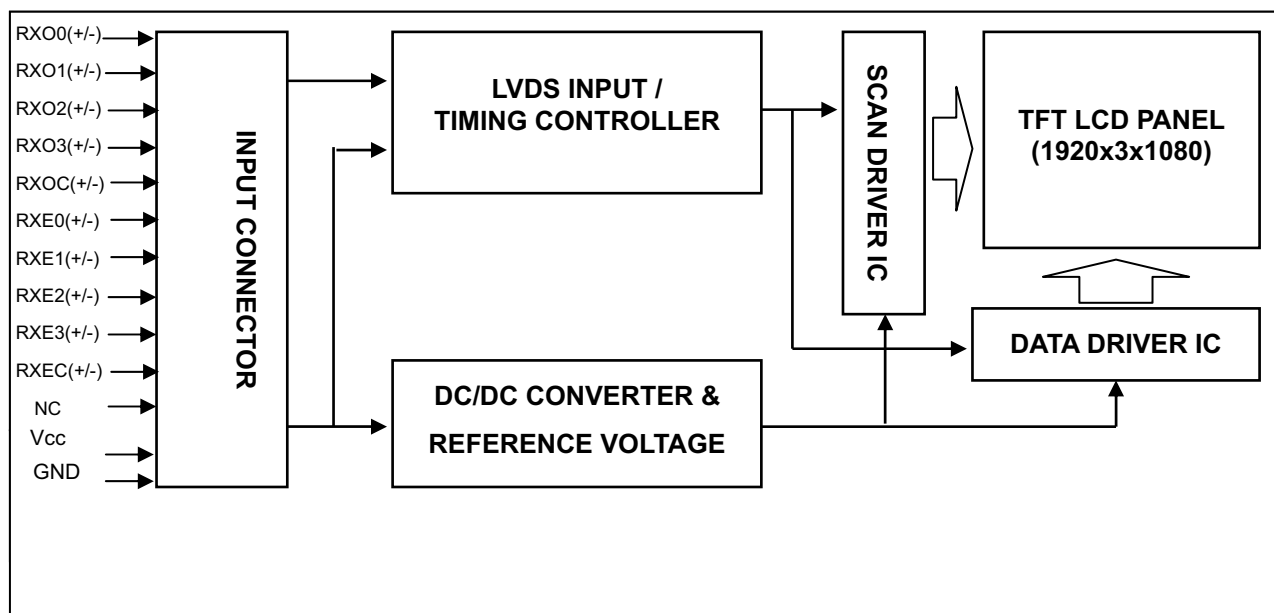 RXO0(+/-)
RXO1(+/-)
RXO2(+/-)
RXO3(+/-)
RXOC(+/-)
RXE0(+/-)
RXE1(+/-)
RXE2(+/-)
RXE3(+/-)
RXEC(+/-)
NC
Vcc
GND
INPUT CONNECTOR
LVDS INPUT /
TIMING CONTROLLER
DC/DC CONVERTER &
REFERENCE VOLTAGE
SCAN DRIVER IC
TFT LCD PANEL
(1920x3x1080)
DATA DRIVER IC